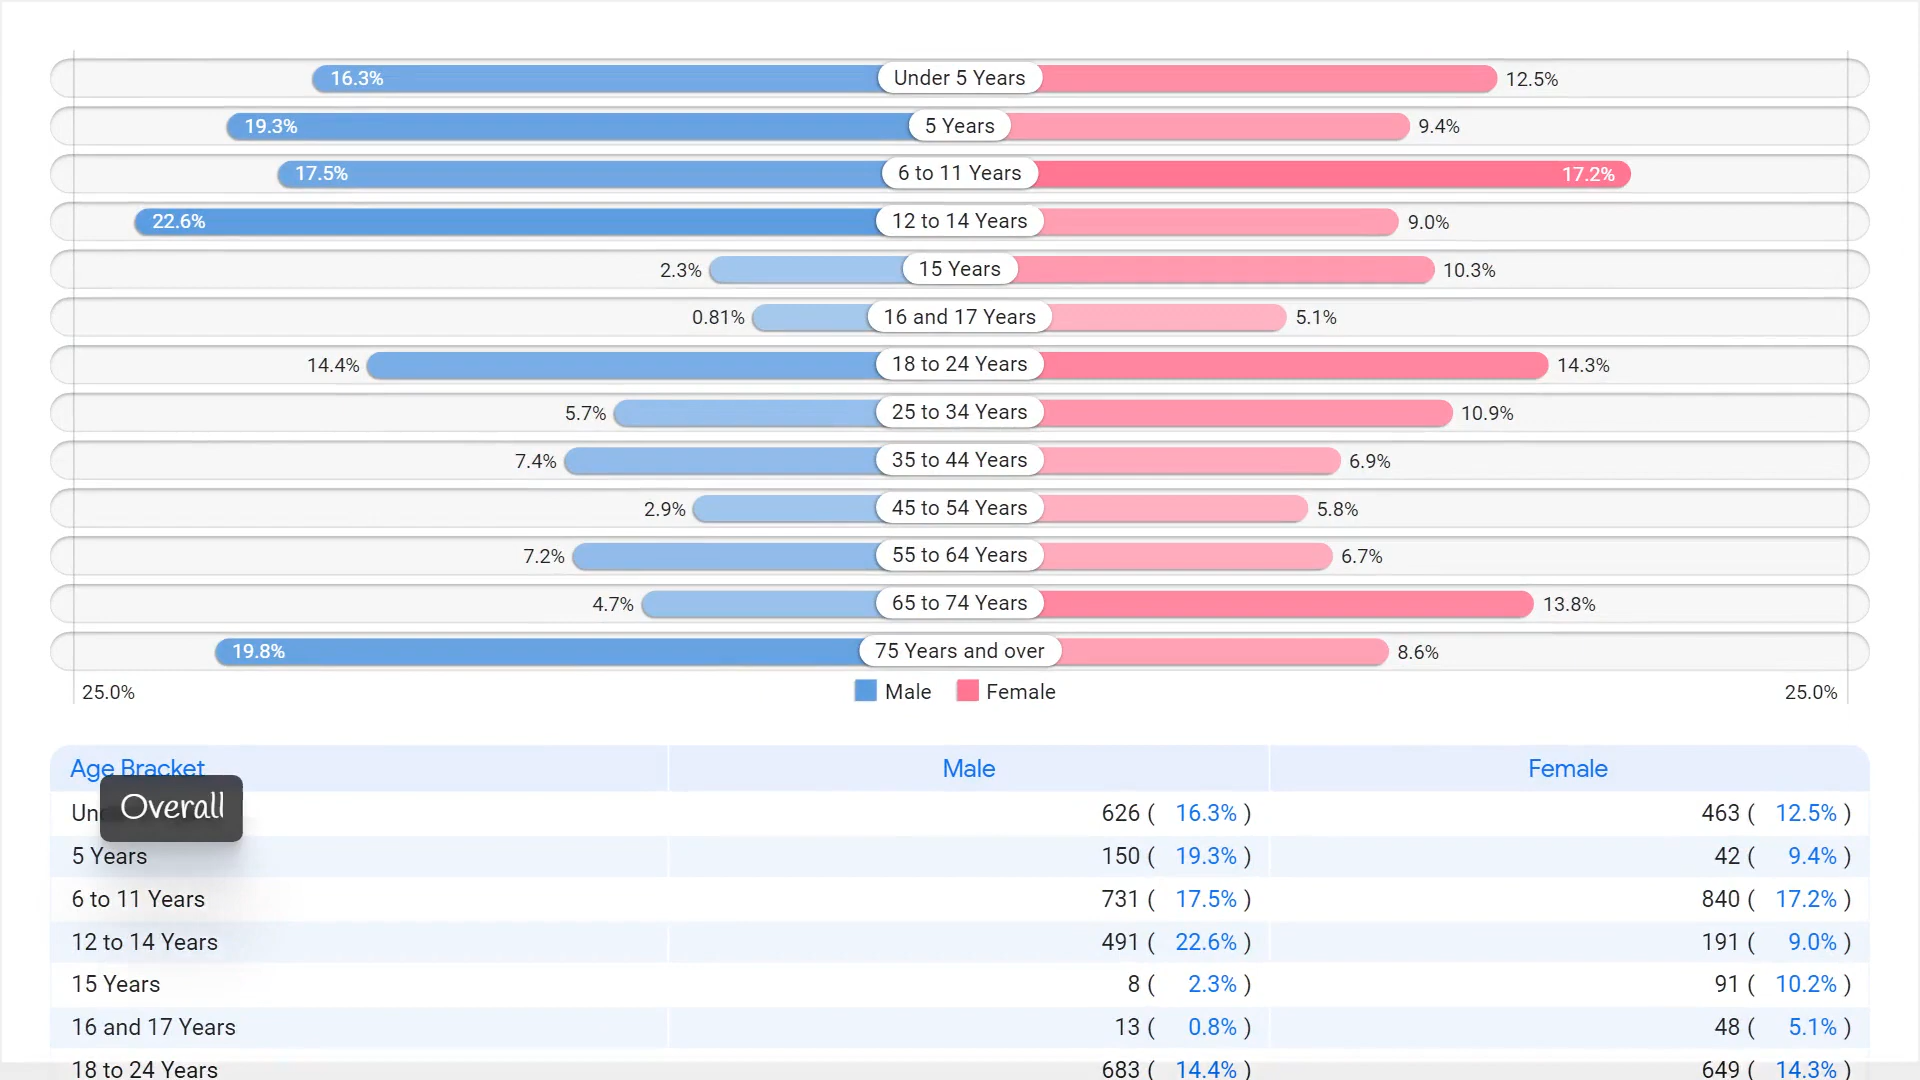 16.3% Under 5 Years 12.5%
19.3% 5 Years 9.4%
17.5% 6 to 11 Years 17.2%
22.6% 12 to 14 Years 9.0%
2.3% 15 Years 10.3%
0.81% 16 and 17 Years 5.1%
14.4% 18 to 24 Years 14.3%
5.7% 25 to 34 Years 10.9%
7.4% 35 to 44 Years 6.9%
2.9% 45 to 54 Years 5.8%
7.2% 55 to 64 Years 6.7%
4.7% 65 to 74 Years 13.8%
19.8% 75 Years and over 8.6%
25.0% Male Female 25.0%
Age Bracket Male Female
Overall
626 ( 16.3% ) 463 ( 12.5% )
5 Years 150 ( 19.3% ) 42 ( 9.4% )
6 to 11 Years 731 ( 17.5% ) 840 ( 17.2% )
12 to 14 Years 491 ( 22.6% ) 191 ( 9.0% )
15 Years 8 ( 2.3% ) 91 ( 10.2% )
16 and 17 Years 13 ( 0.8% ) 48 ( 5.1% )
18 to 24 Years 683 ( 14.4% ) 649 ( 14.3% )